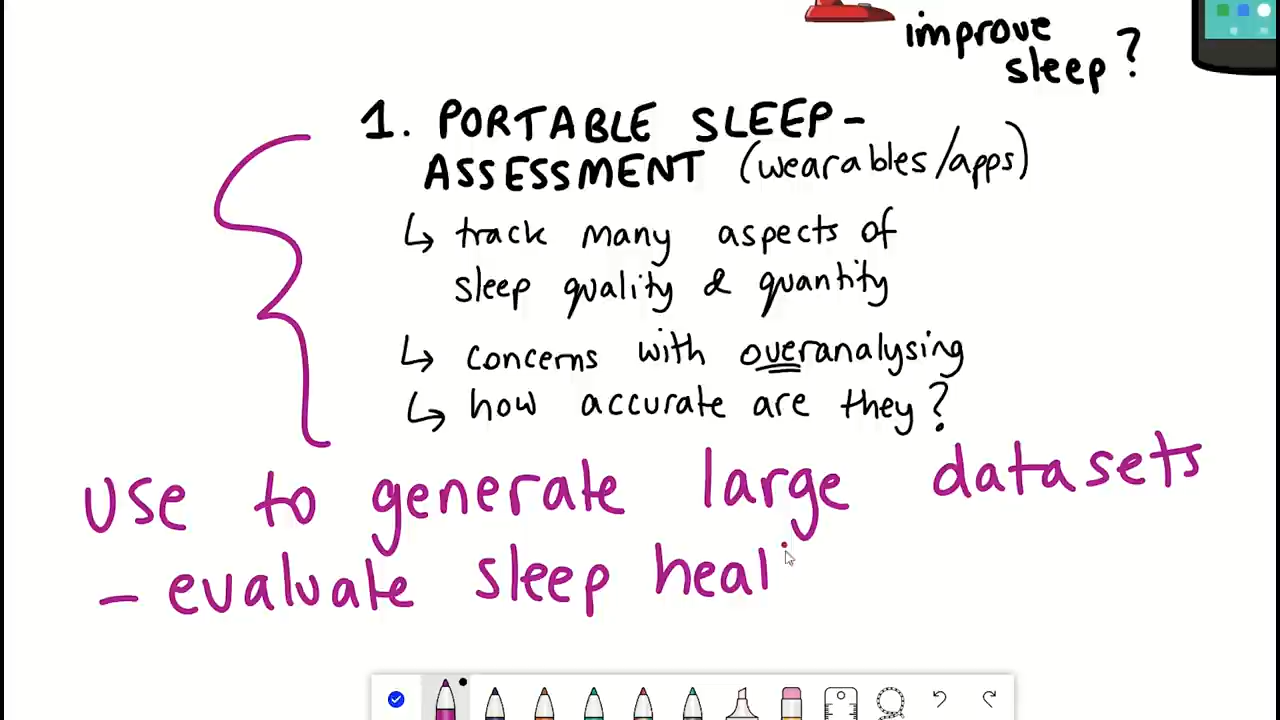 improve
sleep?
1. PORTABLE SLEEP-
ASSESSMENT (wearables/apps)
↳ track many aspects of
sleep quality & quantity
↳ concerns with overanalysing
↳ how accurate are they?
use to generate large datasets
- evaluate sleep heal